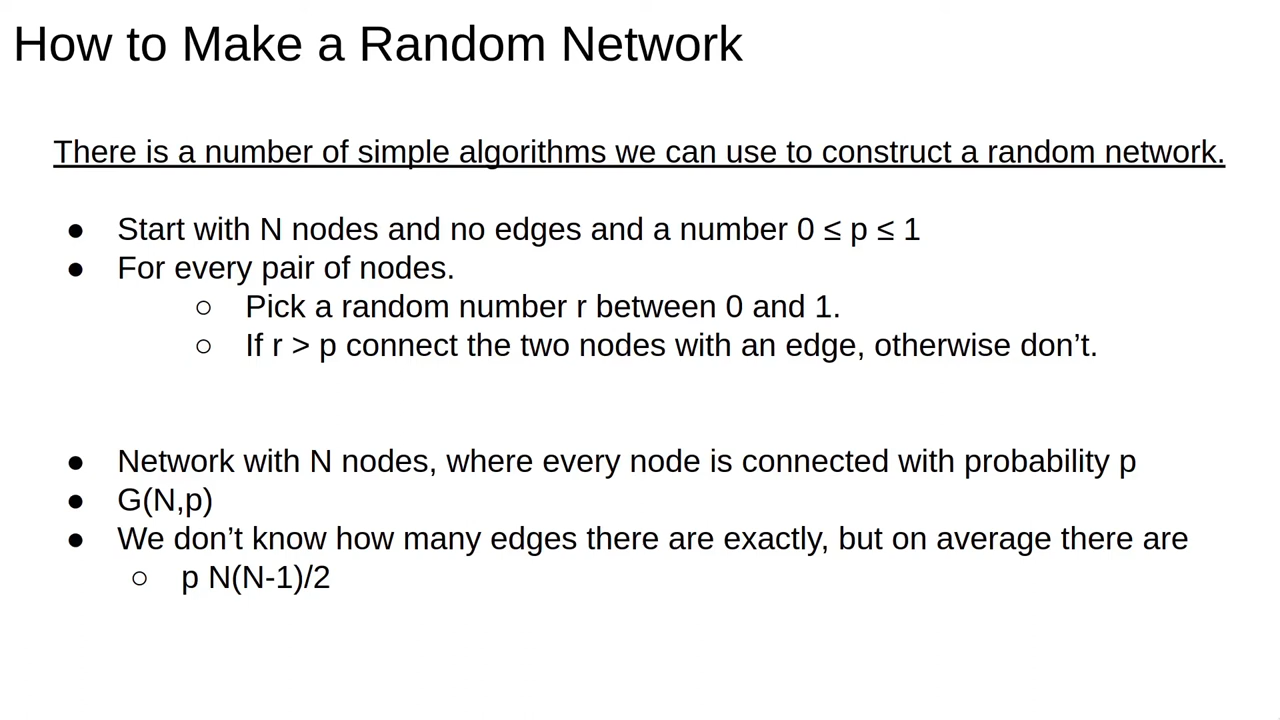 How to Make a Random Network
There is a number of simple algorithms we can use to construct a random network.
● Start with N nodes and no edges and a number 0 ≤ p ≤ 1
● For every pair of nodes.
○ Pick a random number r between 0 and 1.
○ If r > p connect the two nodes with an edge, otherwise don’t.
● Network with N nodes, where every node is connected with probability p
● G(N,p)
● We don’t know how many edges there are exactly, but on average there are
○ p N(N-1)/2